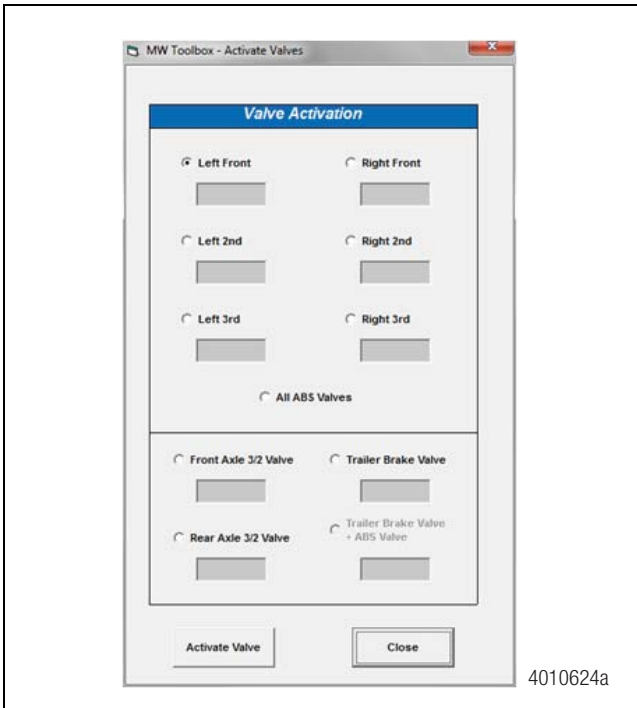 MW Toolbox - Activate Valves
Valve Activation
Left Front
Right Front
Left 2nd
Right 2nd
Left 3rd
Right 3rd
All ABS Valves
Front Axle 3/2 Valve
Trailer Brake Valve
Rear Axle 3/2 Valve
Trailer Brake Valve
+ ABS Valve
Activate Valve
Close
4010624a